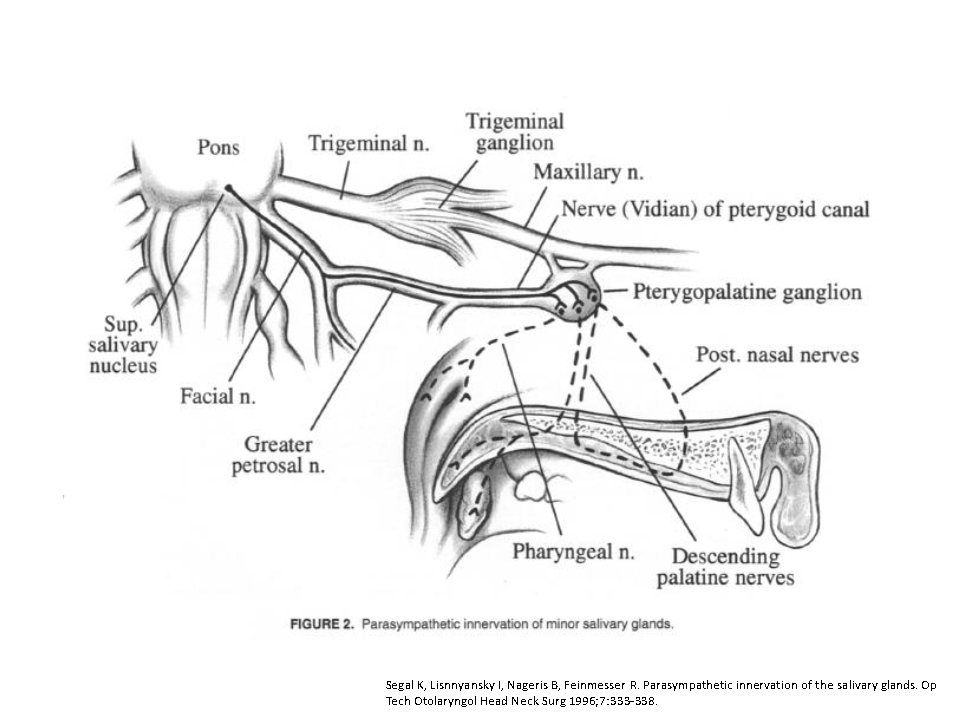 Pons
Trigeminal n.
Trigeminal
ganglion
Maxillary n.
Nerve (Vidian) of pterygoid canal
Pterygopalatine ganglion
Sup.
salivary
nucleus
Post. nasal nerves
Facial n.
Greater
petrosal n.
Pharyngeal n.
Descending
palatine nerves
FIGURE 2. Parasympathetic innervation of minor salivary glands.
Segal K, Lisnnyansky I, Nageris B, Feinmesser R. Parasympathetic innervation of the salivary glands. Op
Tech Otolaryngol Head Neck Surg 1996;7:333-338.